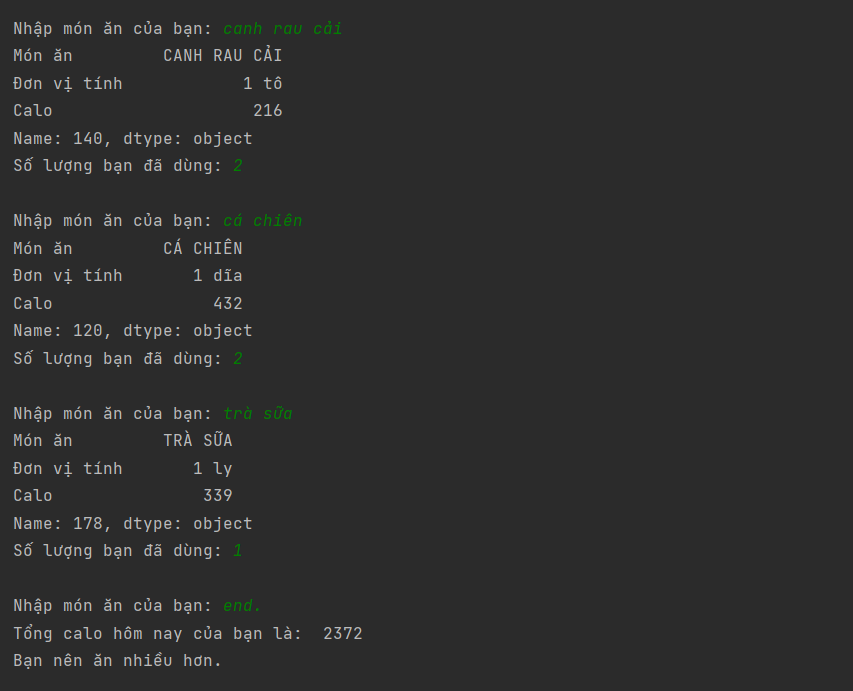 Nhập món ăn của bạn: canh rau cải
Món ăn         CANH RAU CẢI
Đơn vị tính            1 tô
Calo                    216
Name: 140, dtype: object
Số lượng bạn đã dùng: 2

Nhập món ăn của bạn: cá chiên
Món ăn         CÁ CHIÊN
Đơn vị tính       1 dĩa
Calo                432
Name: 120, dtype: object
Số lượng bạn đã dùng: 2

Nhập món ăn của bạn: trà sữa
Món ăn         TRÀ SỮA
Đơn vị tính       1 ly
Calo               339
Name: 178, dtype: object
Số lượng bạn đã dùng: 1

Nhập món ăn của bạn: end.
Tổng calo hôm nay của bạn là:  2372
Bạn nên ăn nhiều hơn.